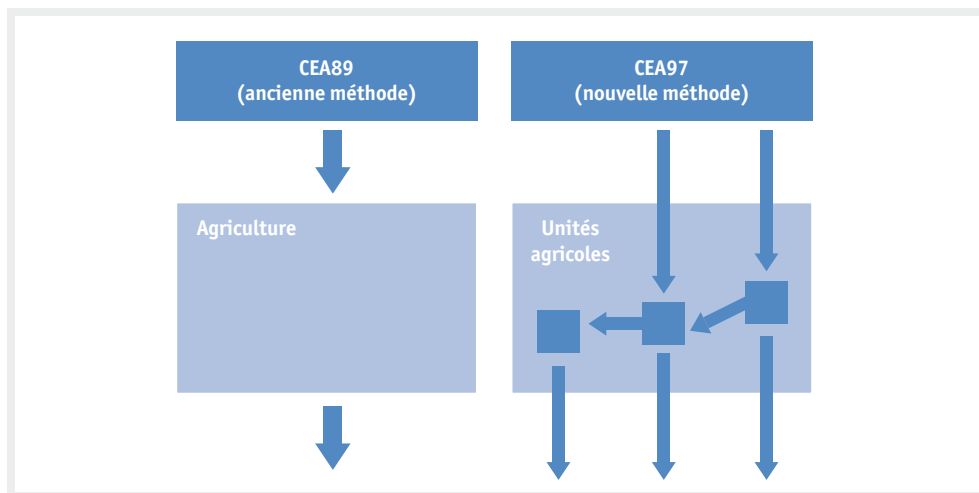 CEA89
(ancienne méthode)
CEA97
(nouvelle méthode)
Agriculture
Unités
agricoles